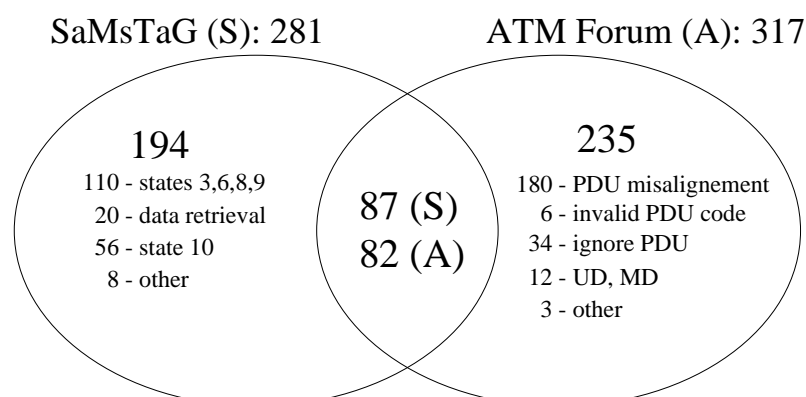 SaMsTaG (S): 281
ATM Forum (A): 317
194
110 - states 3,6,8,9
20 - data retrieval
56 - state 10
8 - other
87 (S)
82 (A)
235
180 - PDU misalignement
6 - invalid PDU code
34 - ignore PDU
12 - UD, MD
3 - other